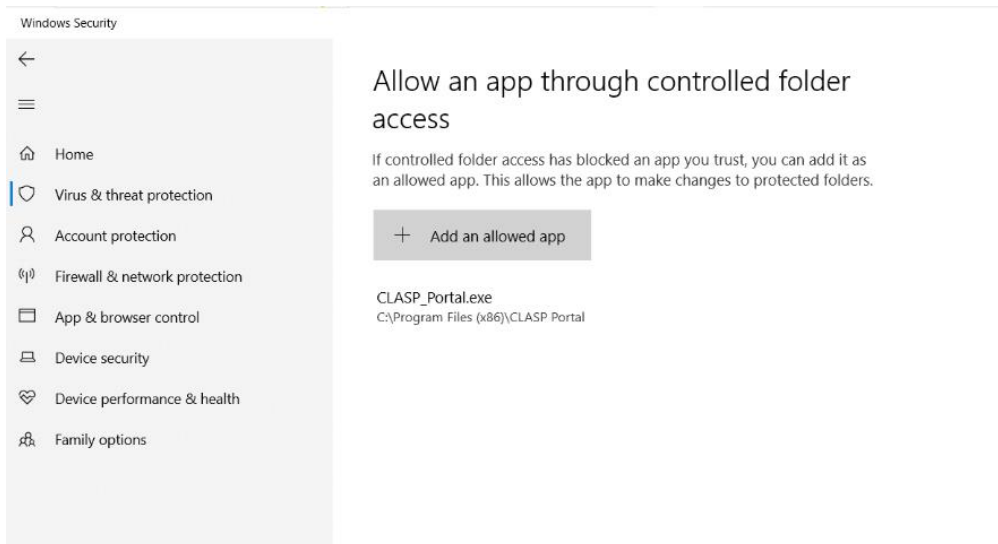 Windows Security
Home
Virus & threat protection
Account protection
Firewall & network protection
App & browser control
Device security
Device performance & health
Family options
Allow an app through controlled folder
access
If controlled folder access has blocked an app you trust, you can add it as
an allowed app. This allows the app to make changes to protected folders.
Add an allowed app
CLASP_Portal.exe
C:\Program Files (x86)\CLASP Portal